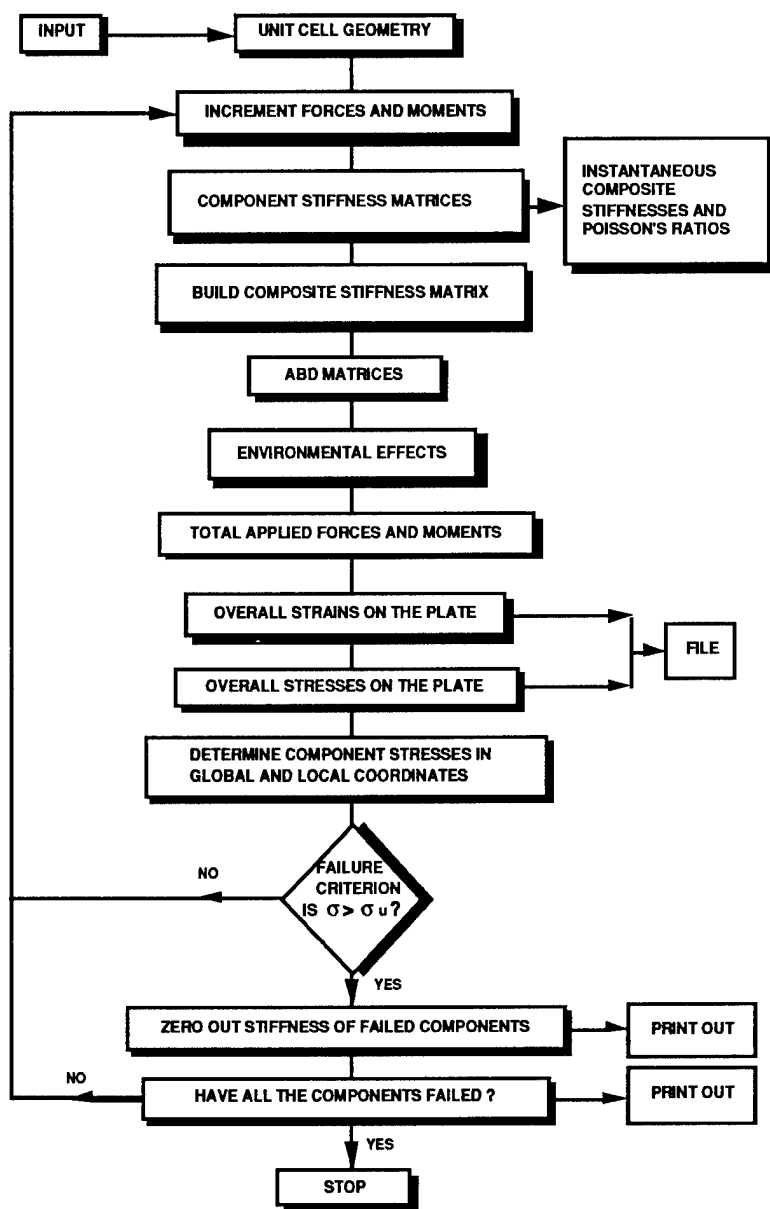 INPUT
UNIT CELL GEOMETRY
INCREMENT FORCES AND MOMENTS
COMPONENT STIFFNESS MATRICES
INSTANTANEOUS
COMPOSITE
STIFFNESSES AND
POISSON'S RATIOS
BUILD COMPOSITE STIFFNESS MATRIX
ABD MATRICES
ENVIRONMENTAL EFFECTS
TOTAL APPLIED FORCES AND MOMENTS
OVERALL STRAINS ON THE PLATE
FILE
OVERALL STRESSES ON THE PLATE
DETERMINE COMPONENT STRESSES IN
GLOBAL AND LOCAL COORDINATES
NO
FAILURE
CRITERION
IS σ > σ u ?
YES
ZERO OUT STIFFNESS OF FAILED COMPONENTS
PRINT OUT
NO
HAVE ALL THE COMPONENTS FAILED ?
PRINT OUT
YES
STOP